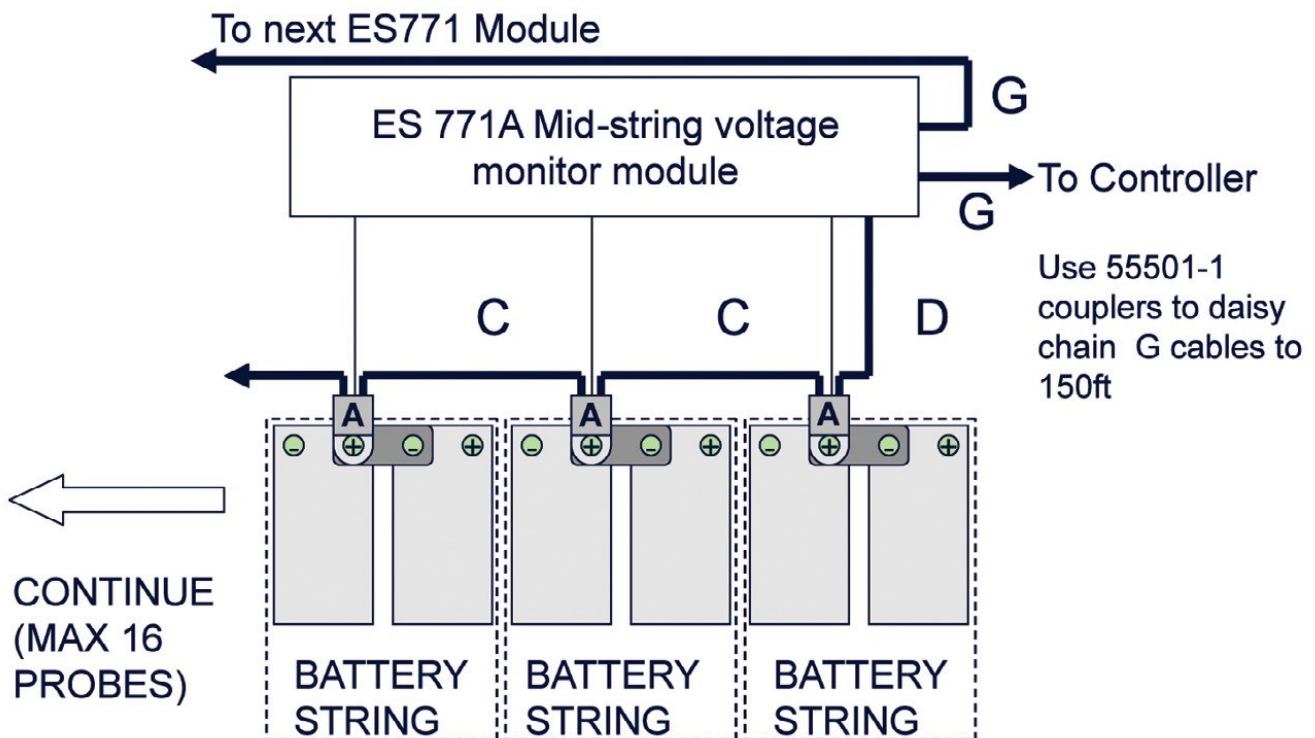 To next ES771 Module
G
ES 771A Mid-string voltage
monitor module
To Controller
G
Use 55501-1
couplers to daisy
chain G cables to
150ft
C
C
D
A
A
A
- + - +
- + - +
- + - +
CONTINUE
(MAX 16
PROBES)
BATTERY
STRING
BATTERY
STRING
BATTERY
STRING